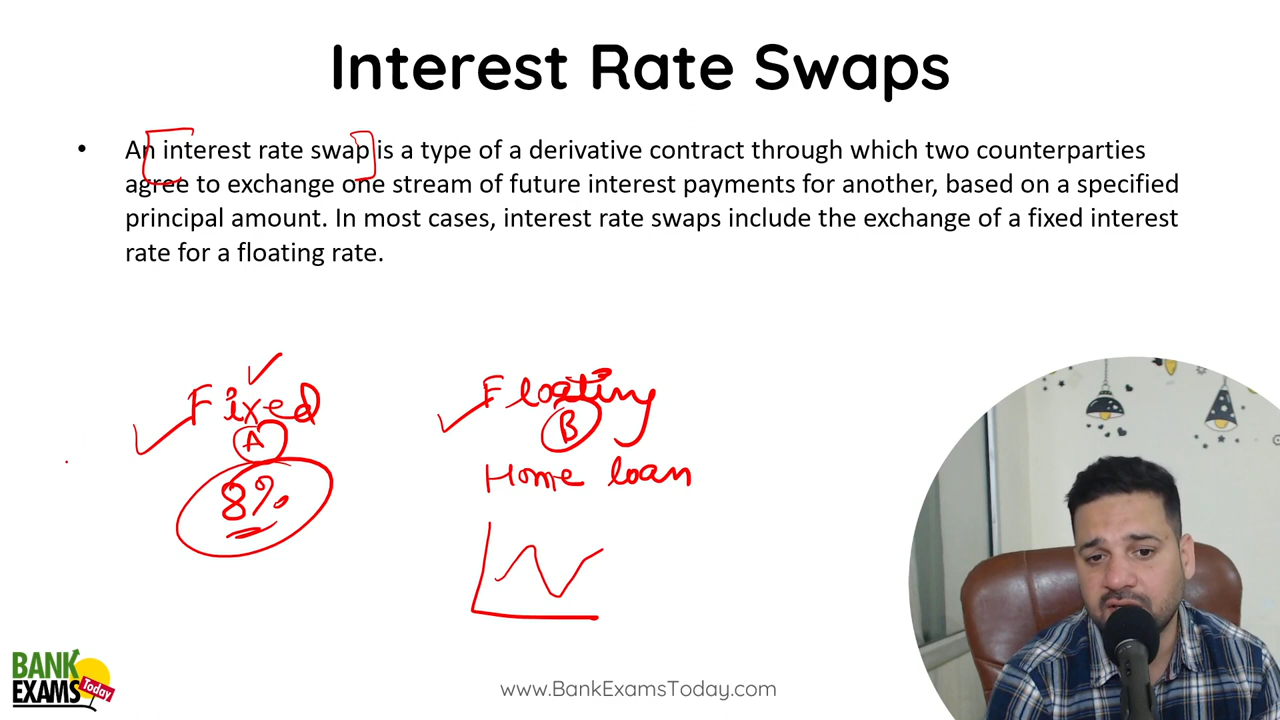 Interest Rate Swaps
• An interest rate swap is a type of a derivative contract through which two counterparties
agree to exchange one stream of future interest payments for another, based on a specified
principal amount. In most cases, interest rate swaps include the exchange of a fixed interest
rate for a floating rate.
Fixed Floating
A B
8% Home loan
BANK
EXAMS Today
www.BankExamsToday.com